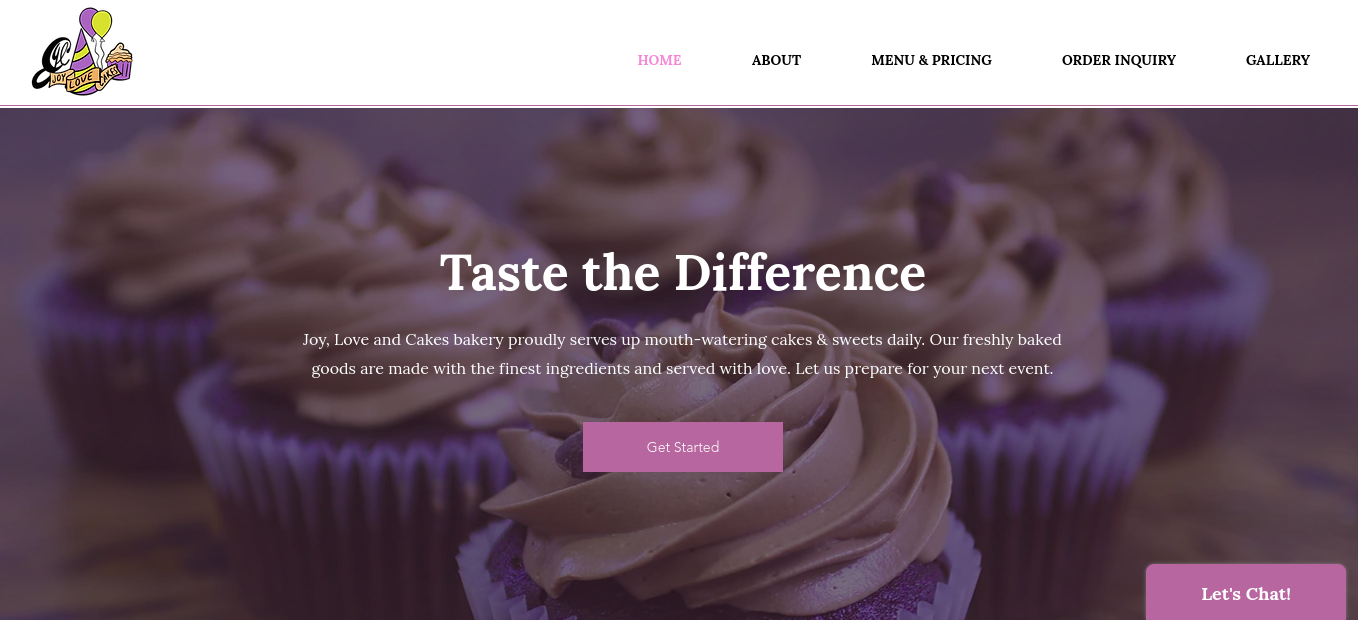 JOY LOVE CAKES
HOME
ABOUT
MENU & PRICING
ORDER INQUIRY
GALLERY
Taste the Difference
Joy, Love and Cakes bakery proudly serves up mouth-watering cakes & sweets daily. Our freshly baked
goods are made with the finest ingredients and served with love. Let us prepare for your next event.
Get Started
Let's Chat!